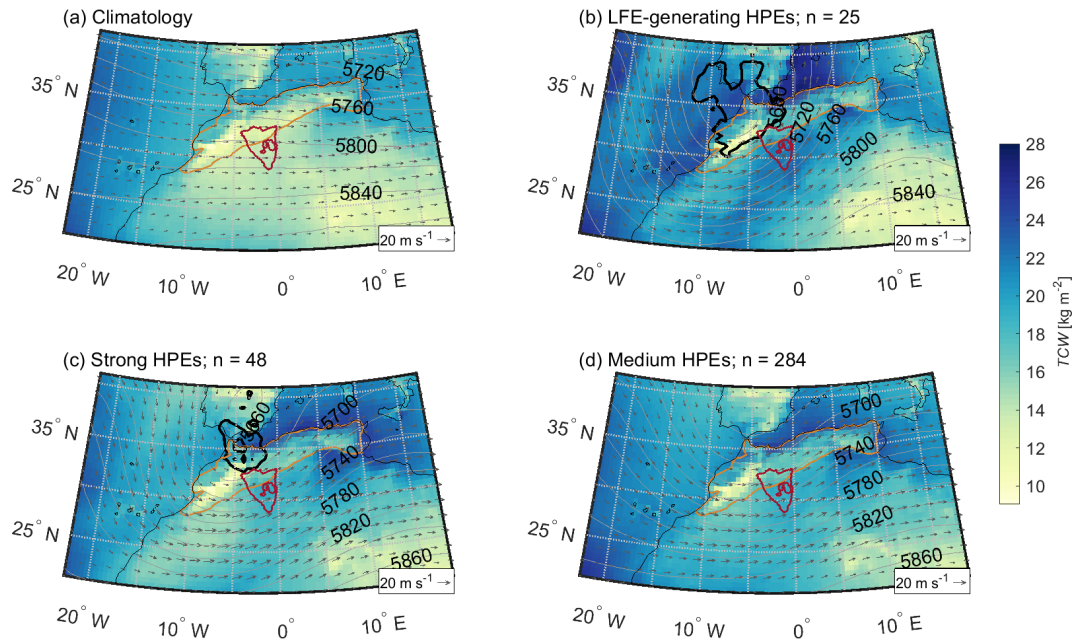 (a) Climatology
5720
5760
5800
5840
35° N
25° N
20° W
10° W
0°
10° E
20 m s⁻¹
(b) LFE-generating HPEs; n = 25
5720
5760
5800
5840
35° N
25° N
20° W
10° W
0°
10° E
20 m s⁻¹
(c) Strong HPEs; n = 48
5660
5700
5740
5780
5820
5860
35° N
25° N
20° W
10° W
0°
10° E
20 m s⁻¹
(d) Medium HPEs; n = 284
5760
5740
5780
5820
5860
35° N
25° N
20° W
10° W
0°
10° E
20 m s⁻¹
28
26
24
22
20
18
16
14
12
10
TCW [kg m⁻²]